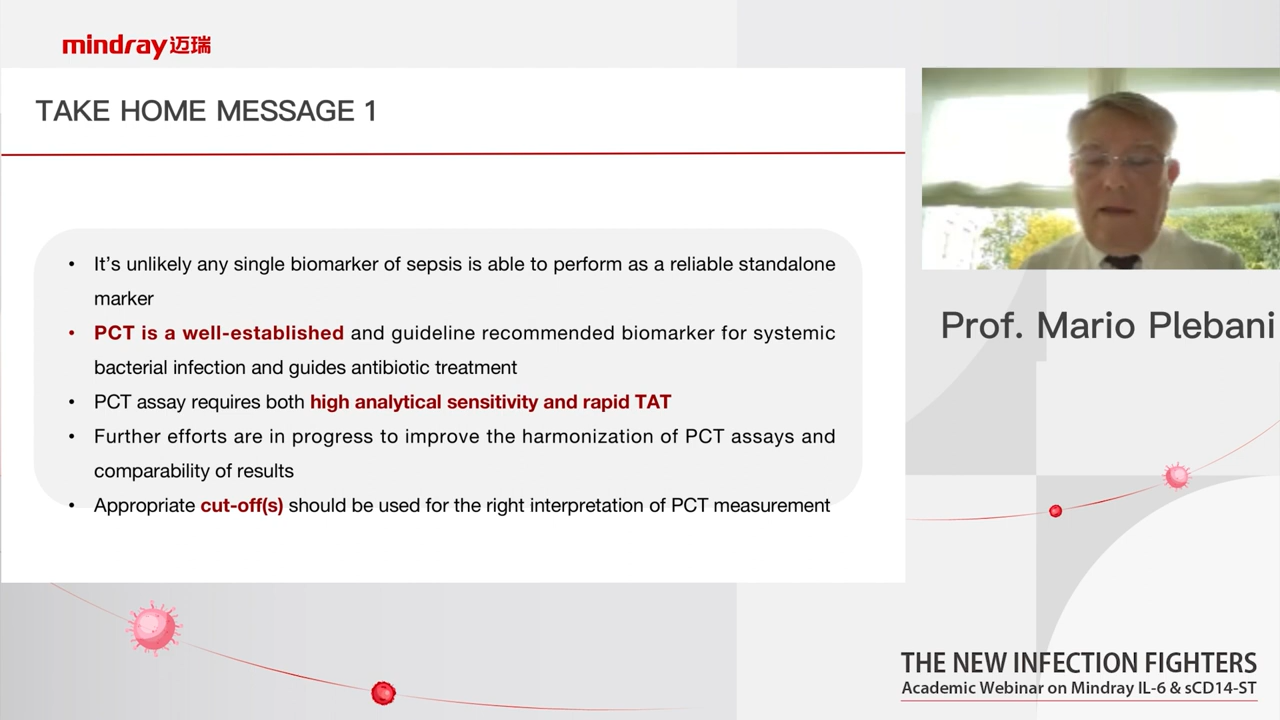 mindray迈瑞
TAKE HOME MESSAGE 1
• It’s unlikely any single biomarker of sepsis is able to perform as a reliable standalone
marker
• PCT is a well-established and guideline recommended biomarker for systemic
bacterial infection and guides antibiotic treatment
• PCT assay requires both high analytical sensitivity and rapid TAT
• Further efforts are in progress to improve the harmonization of PCT assays and
comparability of results
• Appropriate cut-off(s) should be used for the right interpretation of PCT measurement
Prof. Mario Plebani
THE NEW INFECTION FIGHTERS
Academic Webinar on Mindray IL-6 & sCD14-ST